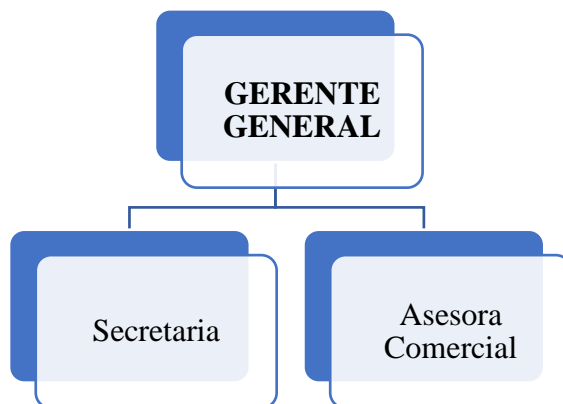 GERENTE
GENERAL
Secretaria
Asesora
Comercial